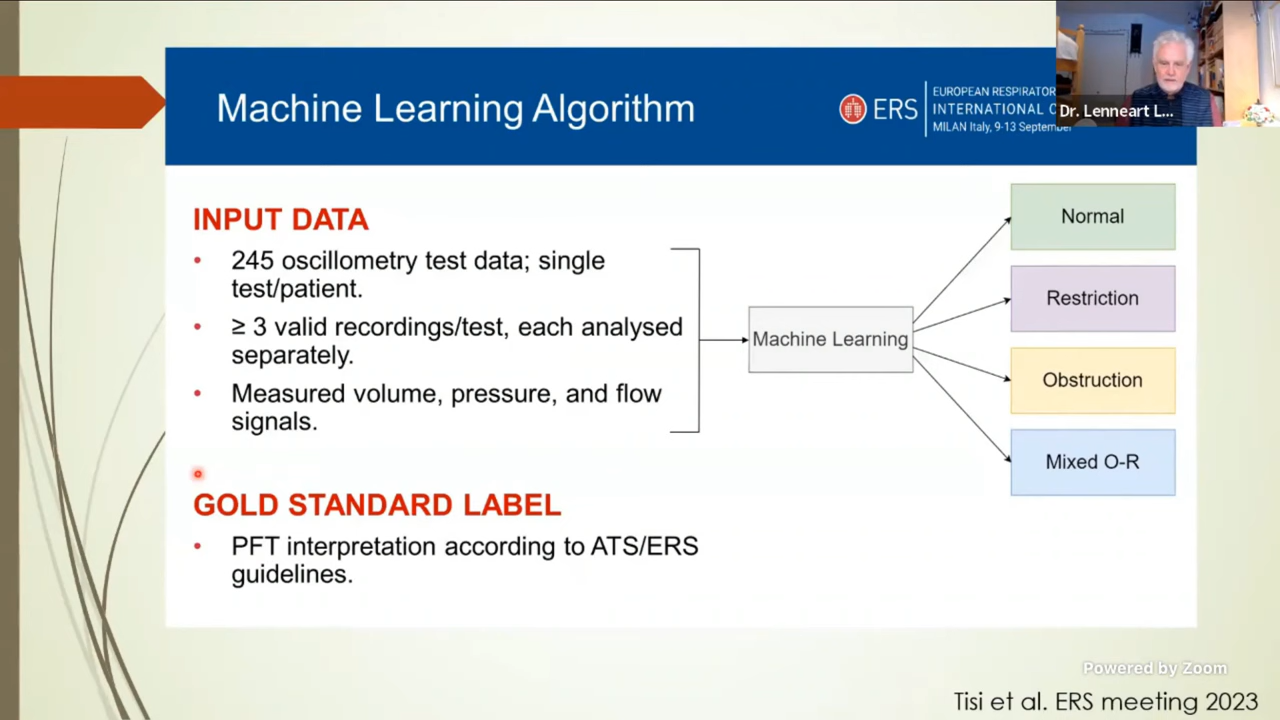 Machine Learning Algorithm
ERS
EUROPEAN RESPIRATOR
INTERNATIONAL C
MILAN Italy, 9-13 September
Dr. Lenneart L...
INPUT DATA
• 245 oscillometry test data; single
test/patient.
• ≥ 3 valid recordings/test, each analysed
separately.
• Measured volume, pressure, and flow
signals.
Machine Learning
Normal
Restriction
Obstruction
Mixed O-R
GOLD STANDARD LABEL
• PFT interpretation according to ATS/ERS
guidelines.
Powered by Zoom
Tisi et al. ERS meeting 2023